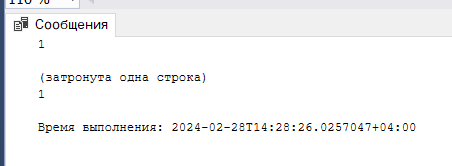 110 %
Сообщения
1
(затронута одна строка)
1
Время выполнения: 2024-02-28T14:28:26.0257047+04:00